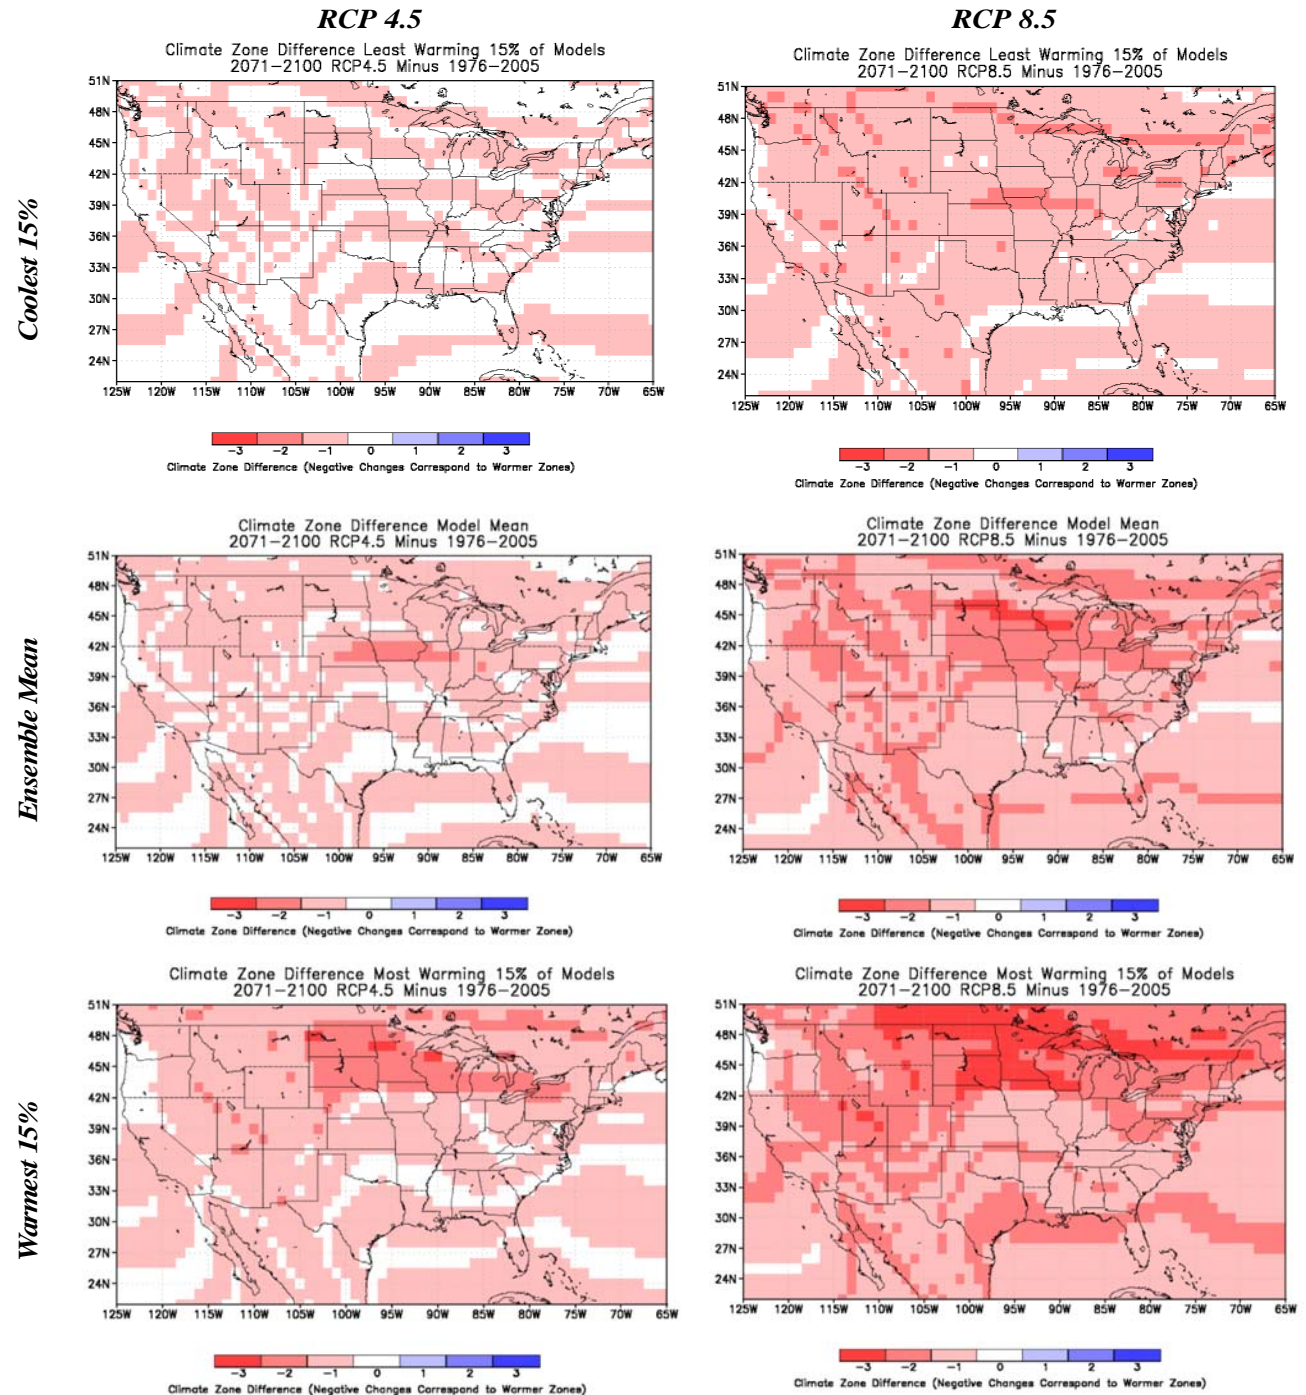 RCP 4.5
RCP 8.5
Coolest 15%
Climate Zone Difference Least Warming 15% of Models
2071-2100 RCP4.5 Minus 1976-2005
51N
48N
45N
42N
39N
36N
33N
30N
27N
24N
125W 120W 115W 110W 105W 100W 95W 90W 85W 80W 75W 70W 65W
-3 -2 -1 0 1 2 3
Climate Zone Difference (Negative Changes Correspond to Warmer Zones)
Climate Zone Difference Least Warming 15% of Models
2071-2100 RCP8.5 Minus 1976-2005
51N
48N
45N
42N
39N
36N
33N
30N
27N
24N
125W 120W 115W 110W 105W 100W 95W 90W 85W 80W 75W 70W 65W
-3 -2 -1 0 1 2 3
Climate Zone Difference (Negative Changes Correspond to Warmer Zones)
Ensemble Mean
Climate Zone Difference Model Mean
2071-2100 RCP4.5 Minus 1976-2005
51N
48N
45N
42N
39N
36N
33N
30N
27N
24N
125W 120W 115W 110W 105W 100W 95W 90W 85W 80W 75W 70W 65W
-3 -2 -1 0 1 2 3
Climate Zone Difference (Negative Changes Correspond to Warmer Zones)
Climate Zone Difference Model Mean
2071-2100 RCP8.5 Minus 1976-2005
51N
48N
45N
42N
39N
36N
33N
30N
27N
24N
125W 120W 115W 110W 105W 100W 95W 90W 85W 80W 75W 70W 65W
-3 -2 -1 0 1 2 3
Climate Zone Difference (Negative Changes Correspond to Warmer Zones)
Warmest 15%
Climate Zone Difference Most Warming 15% of Models
2071-2100 RCP4.5 Minus 1976-2005
51N
48N
45N
42N
39N
36N
33N
30N
27N
24N
125W 120W 115W 110W 105W 100W 95W 90W 85W 80W 75W 70W 65W
-3 -2 -1 0 1 2 3
Climate Zone Difference (Negative Changes Correspond to Warmer Zones)
Climate Zone Difference Most Warming 15% of Models
2071-2100 RCP8.5 Minus 1976-2005
51N
48N
45N
42N
39N
36N
33N
30N
27N
24N
125W 120W 115W 110W 105W 100W 95W 90W 85W 80W 75W 70W 65W
-3 -2 -1 0 1 2 3
Climate Zone Difference (Negative Changes Correspond to Warmer Zones)